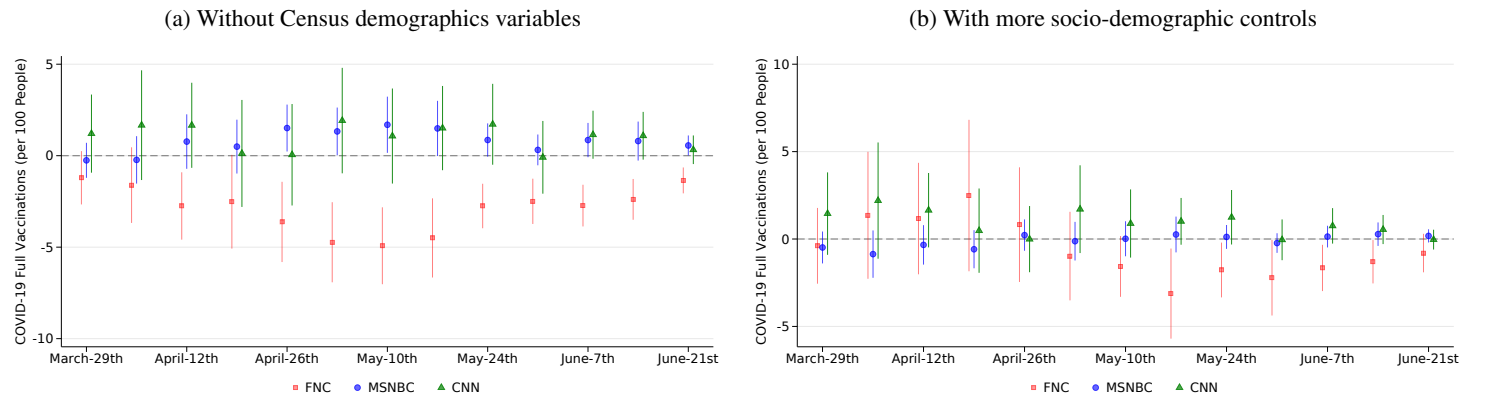 (a) Without Census demographics variables
COVID-19 Full Vaccinations (per 100 People)
5
0
-5
-10
March-29th April-12th April-26th May-10th May-24th June-7th June-21st
FNC MSNBC CNN
(b) With more socio-demographic controls
COVID-19 Full Vaccinations (per 100 People)
10
5
0
-5
March-29th April-12th April-26th May-10th May-24th June-7th June-21st
FNC MSNBC CNN